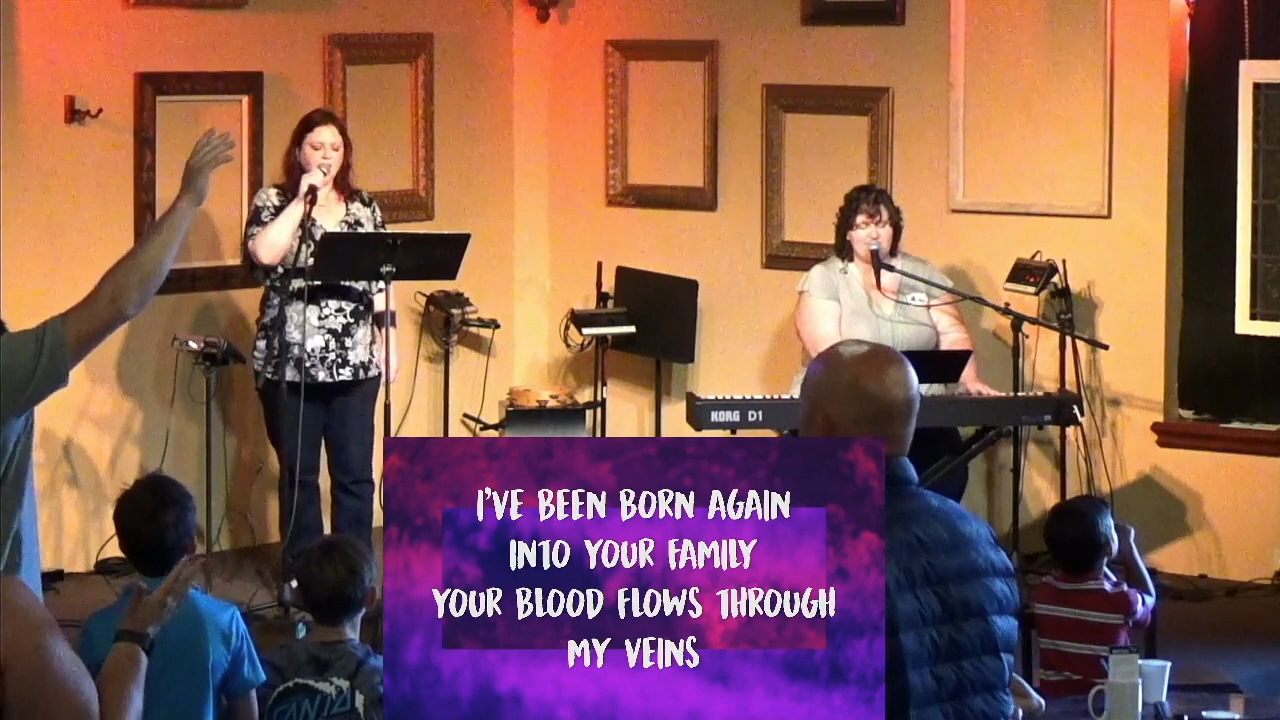 KORG D1
I'VE BEEN BORN AGAIN
INTO YOUR FAMILY
YOUR BLOOD FLOWS THROUGH
MY VEINS